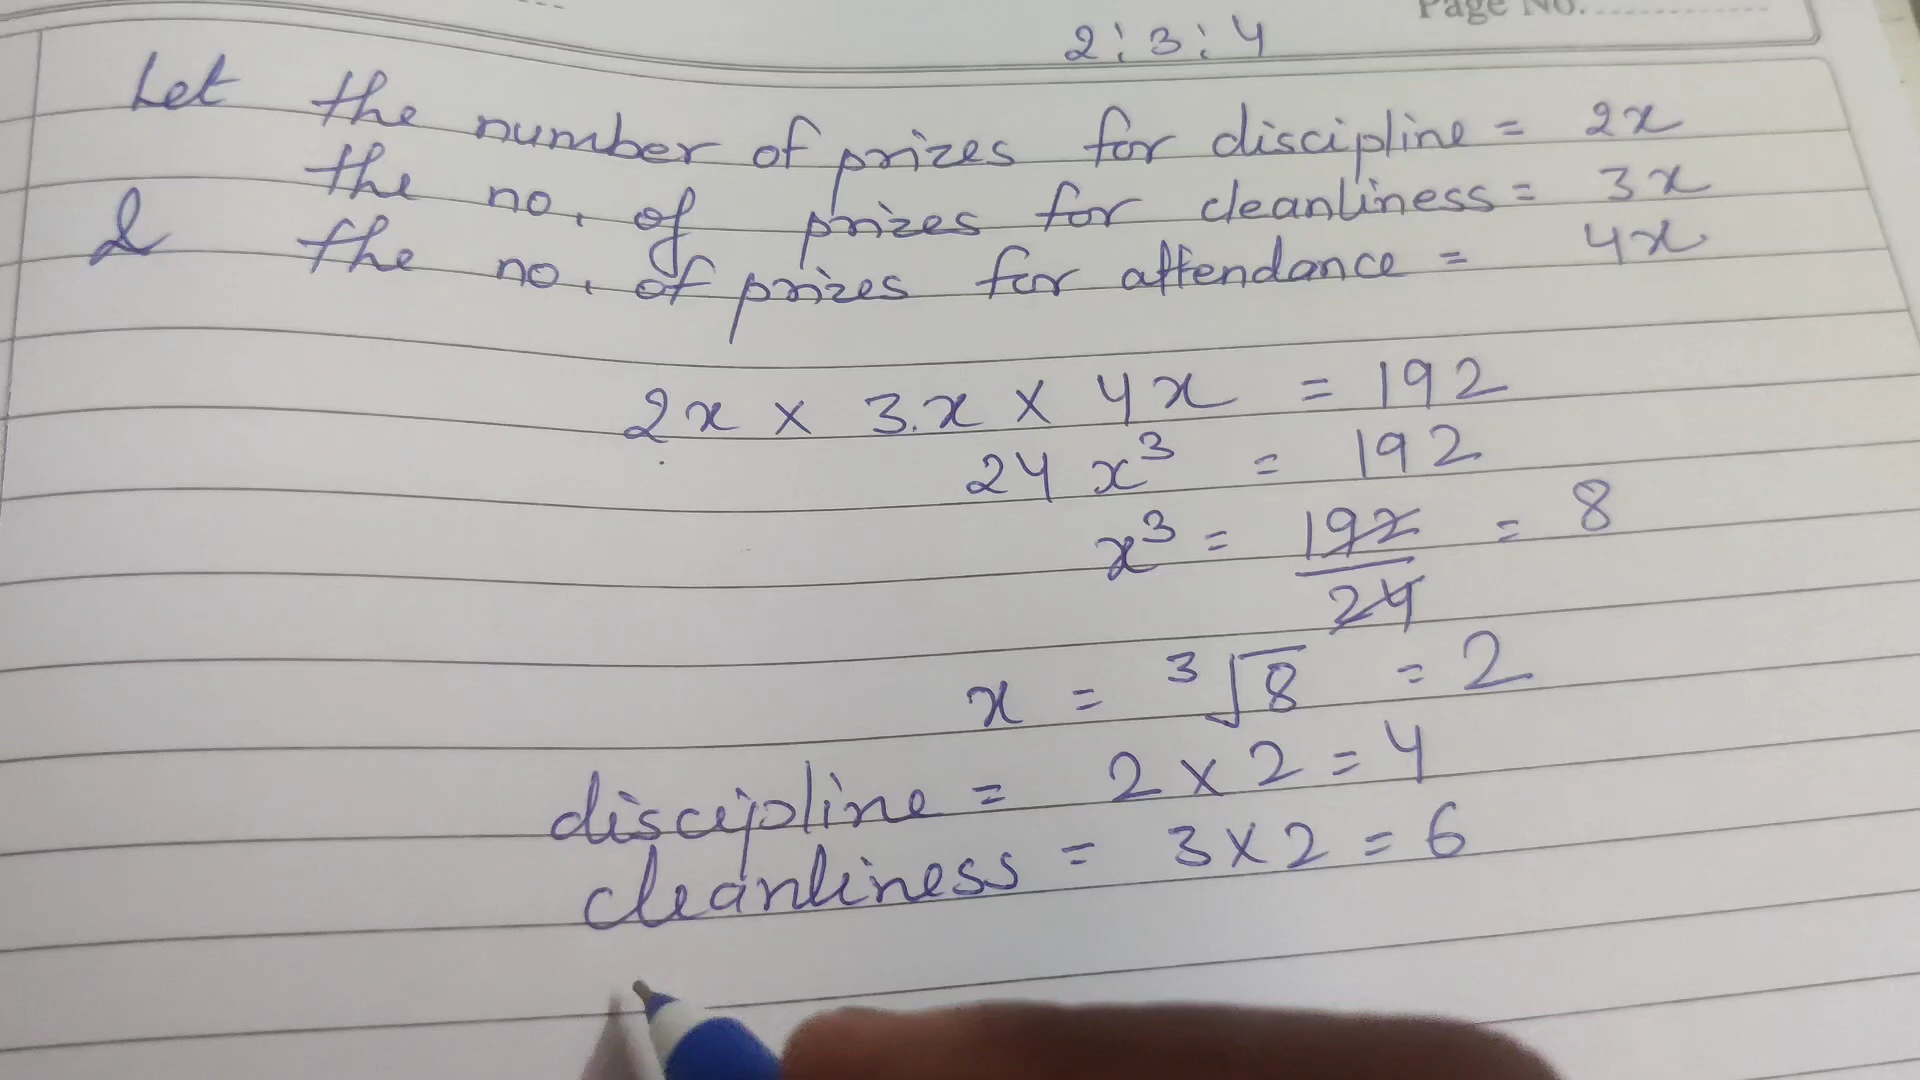 Page No.
2:3:4
Let the number of prizes for discipline = 2x
the no. of prizes for cleanliness = 3x
& the no. of prizes for attendance = 4x
2x × 3x × 4x = 192
24 x³ = 192
x³ = 192/24 = 8
x = ³√8 = 2
discipline = 2 × 2 = 4
cleanliness = 3 × 2 = 6